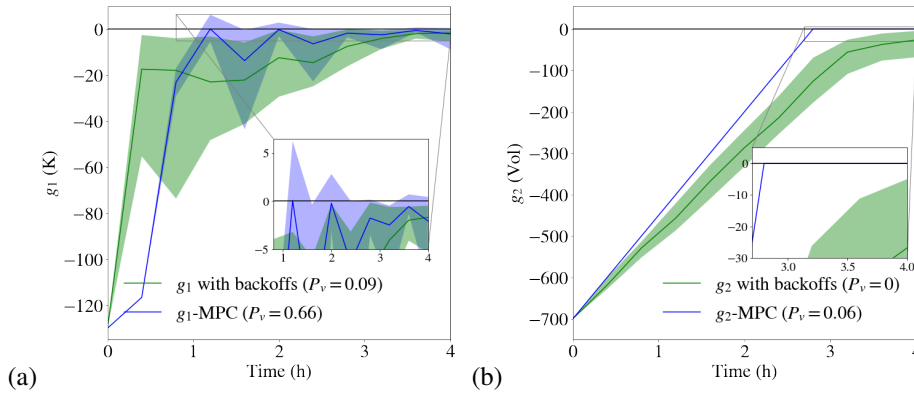 0
−20
−40
−60
−80
−100
−120
g₁ (K)
5
0
−5
1 2 3 4
g₁ with backoffs (Pᵥ = 0.09)
g₁-MPC (Pᵥ = 0.66)
0 1 2 3 4
Time (h)
(a)
0
−100
−200
−300
−400
−500
−600
−700
g₂ (Vol)
0
−10
−20
−30
3.0 3.5 4.0
g₂ with backoffs (Pᵥ = 0)
g₂-MPC (Pᵥ = 0.06)
0 1 2 3 4
Time (h)
(b)